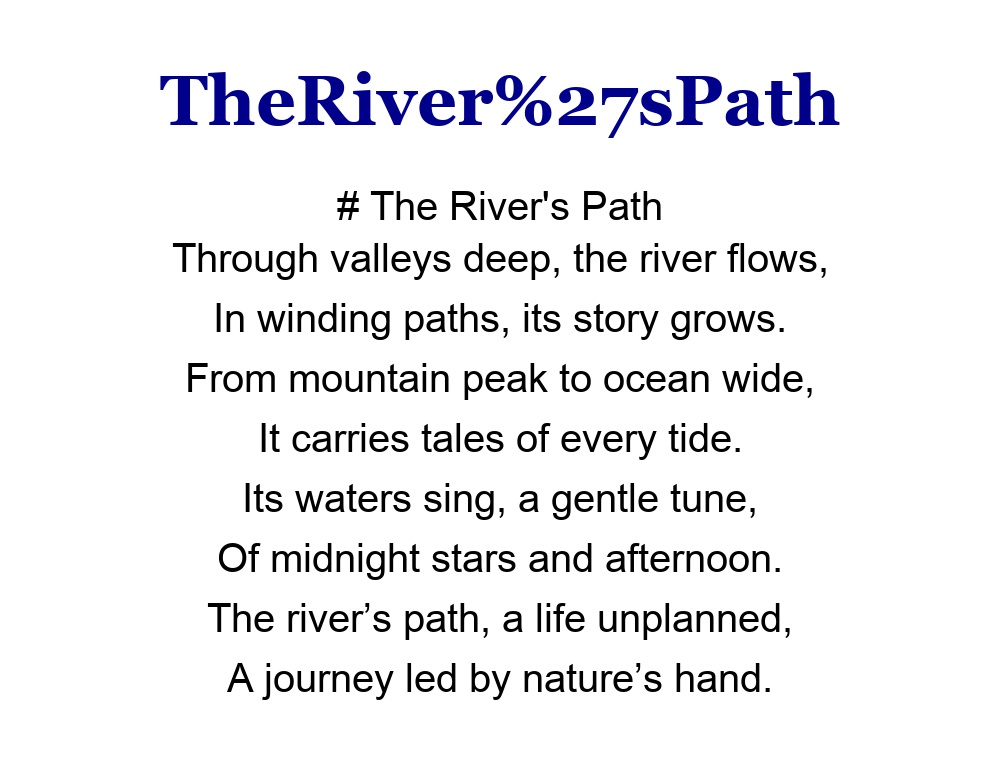 TheRiver%27sPath
# The River's Path
Through valleys deep, the river flows,
In winding paths, its story grows.
From mountain peak to ocean wide,
It carries tales of every tide.
Its waters sing, a gentle tune,
Of midnight stars and afternoon.
The river’s path, a life unplanned,
A journey led by nature’s hand.